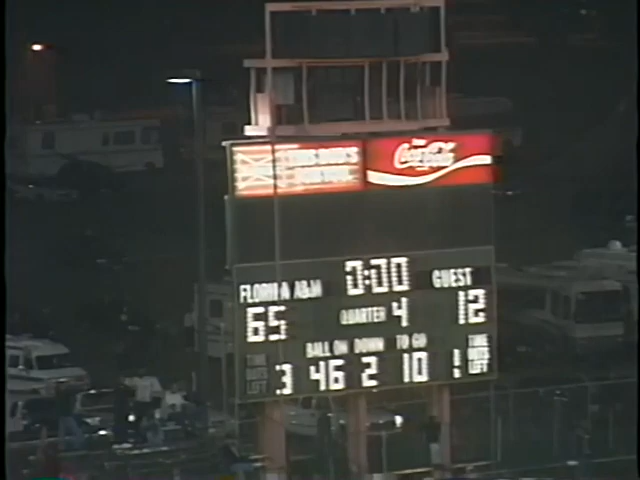 Coca-Cola
FLORIDA A&M 0:00 GUEST
65 QUARTER 4 12
BALL ON DOWN TO GO
TIME OUTS LEFT 3 46 2 10 TIME OUTS LEFT